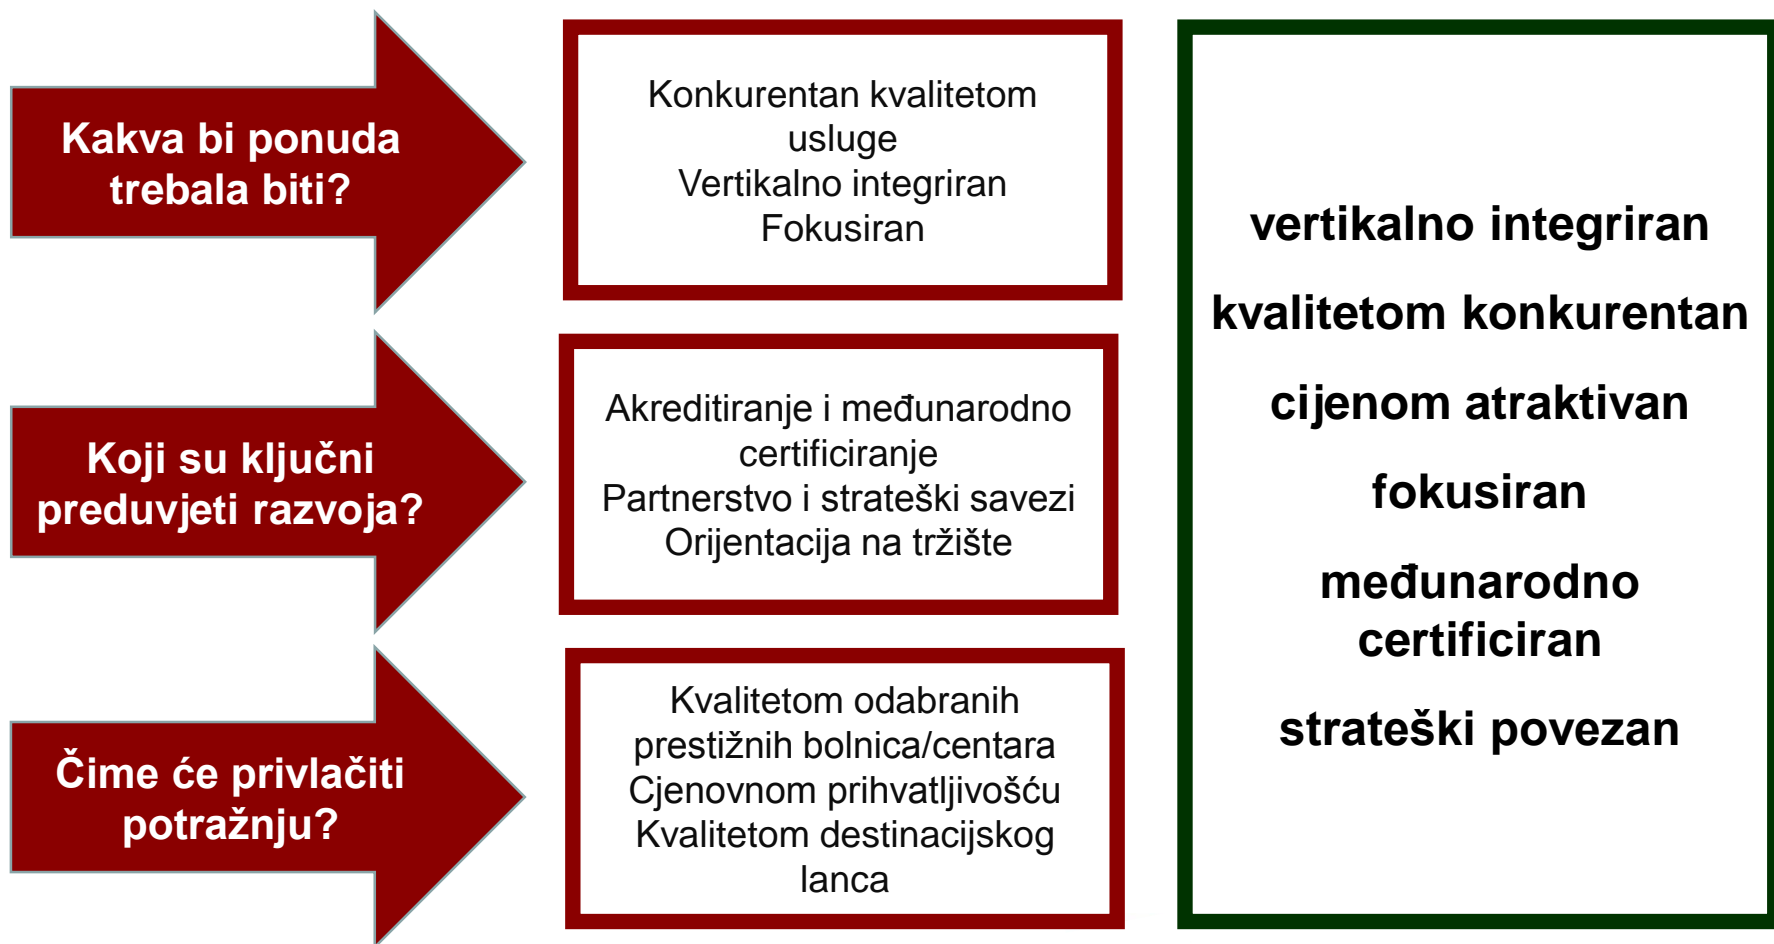 Kakva bi ponuda
trebala biti?
Konkurentan kvalitetom
usluge
Vertikalno integriran
Fokusiran
Koji su ključni
preduvjeti razvoja?
Akreditiranje i međunarodno
certificiranje
Partnerstvo i strateški savezi
Orijentacija na tržište
Čime će privlačiti
potražnju?
Kvalitetom odabranih
prestižnih bolnica/centara
Cjenovnom prihvatljivošću
Kvalitetom destinacijskog
lanca
vertikalno integriran
kvalitetom konkurentan
cijenom atraktivan
fokusiran
međunarodno
certificiran
strateški povezan